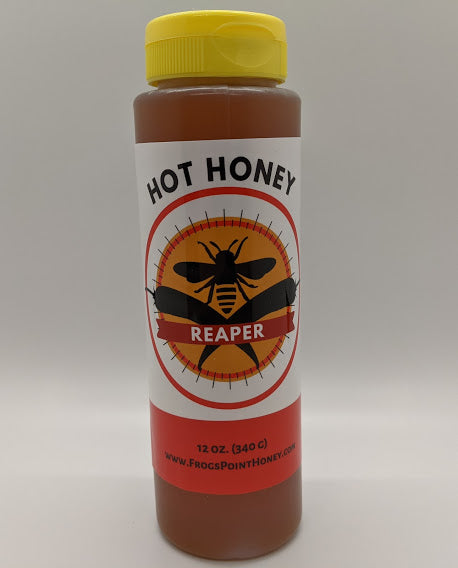 HOT HONEY
REAPER
12 OZ. (340 G)
www.FrogsPointHoney.com